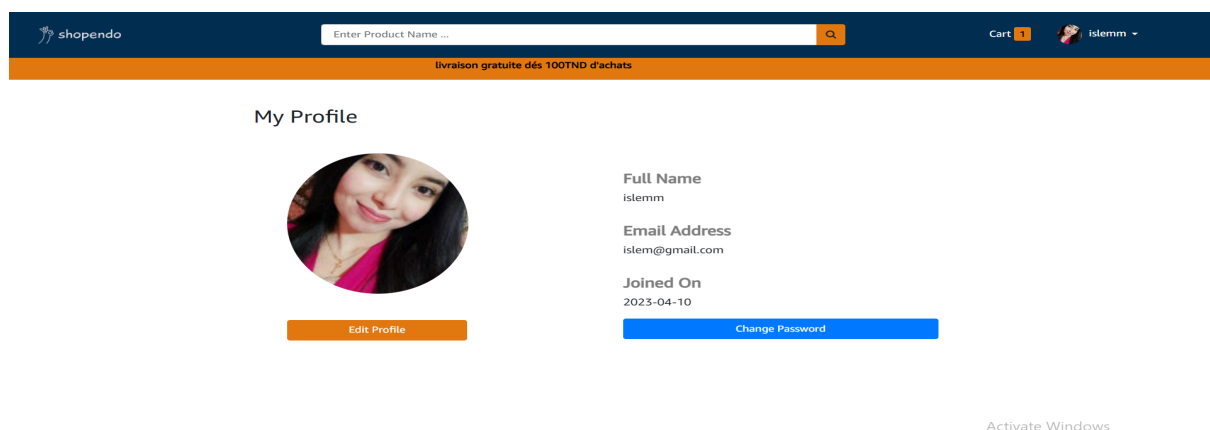 shopendo
Enter Product Name ...
Cart 1
islemm
livraison gratuite dés 100TND d'achats
My Profile
Full Name
islemm
Email Address
islem@gmail.com
Joined On
2023-04-10
Edit Profile
Change Password
Activate Windows